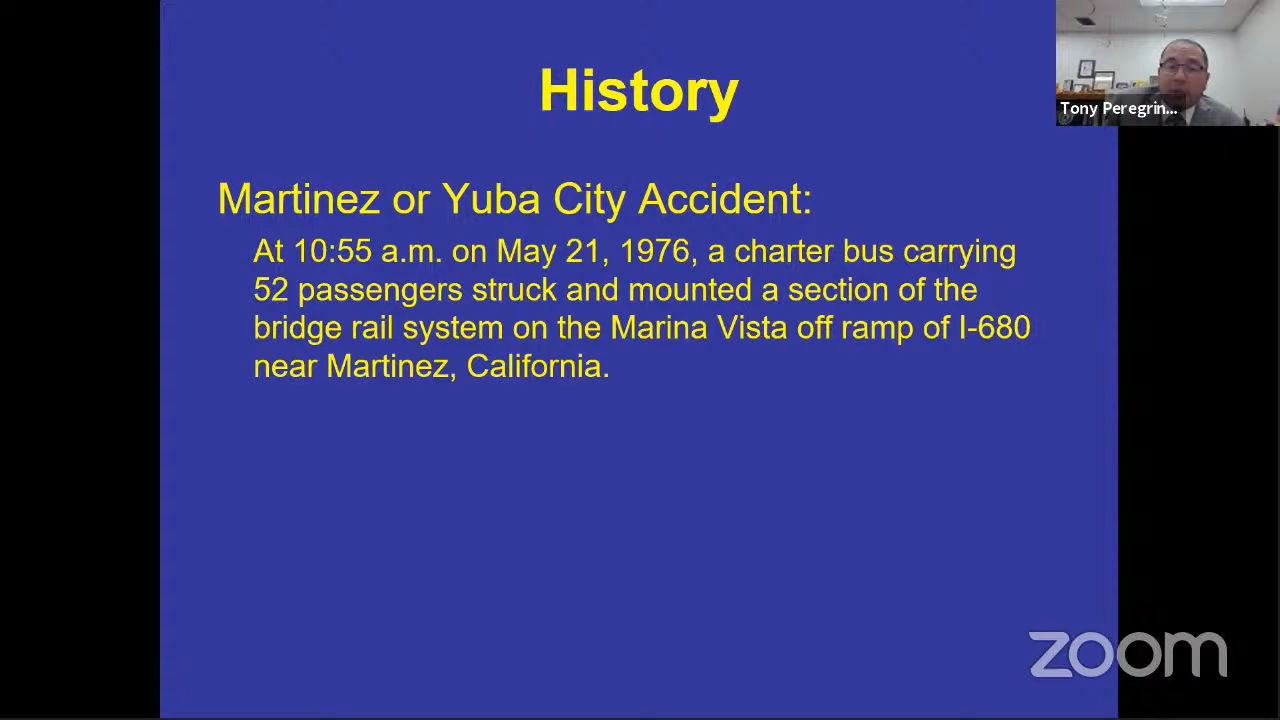 History
Tony Peregrin...
Martinez or Yuba City Accident:
At 10:55 a.m. on May 21, 1976, a charter bus carrying
52 passengers struck and mounted a section of the
bridge rail system on the Marina Vista off ramp of I-680
near Martinez, California.
zoom